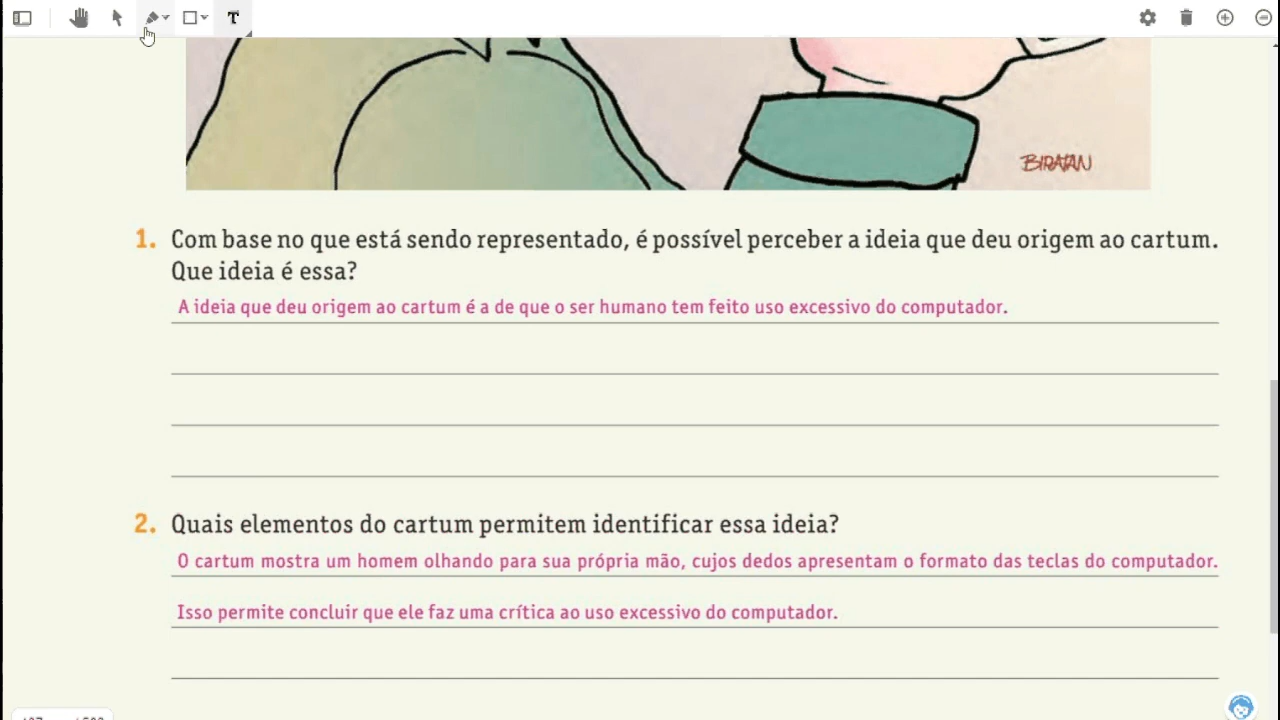 T
BIRATAN
1. Com base no que está sendo representado, é possível perceber a ideia que deu origem ao cartum.
Que ideia é essa?
A ideia que deu origem ao cartum é a de que o ser humano tem feito uso excessivo do computador.
2. Quais elementos do cartum permitem identificar essa ideia?
O cartum mostra um homem olhando para sua própria mão, cujos dedos apresentam o formato das teclas do computador.
Isso permite concluir que ele faz uma crítica ao uso excessivo do computador.